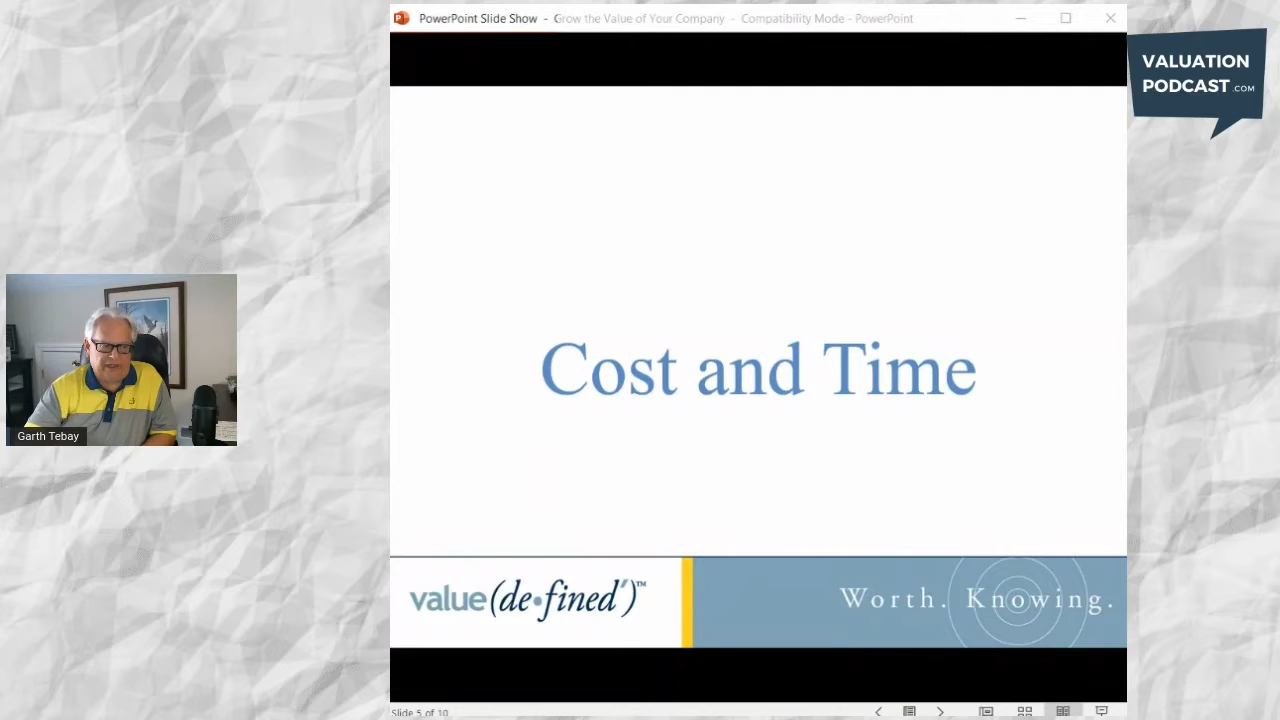 PowerPoint Slide Show - Grow the Value of Your Company - Compatibility Mode - PowerPoint
VALUATION
PODCAST.COM
Cost and Time
Garth Tebay
value(de•fined′)™
Worth. Knowing.
Slide 5 of 10